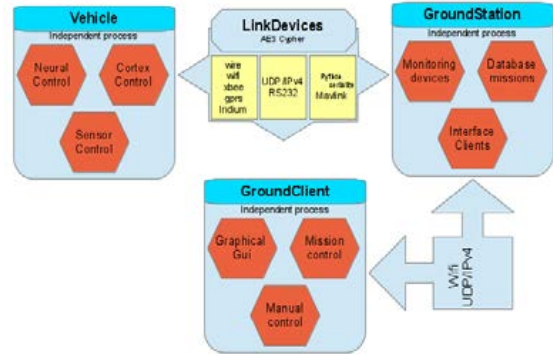 Vehicle
Independent process
Neural
Control
Cortex
Control
Sensor
Control
LinkDevices
AES Cypher
wire
wifi
xbee
gprs
Iridium
UDP/IPv4
RS232
Python
Mavlink
GroundStation
Independent process
Monitoring
devices
Database
missions
Interface
Clients
GroundClient
Independent process
Graphical
Gui
Mission
control
Manual
control
Wifi
UDP/IPv4